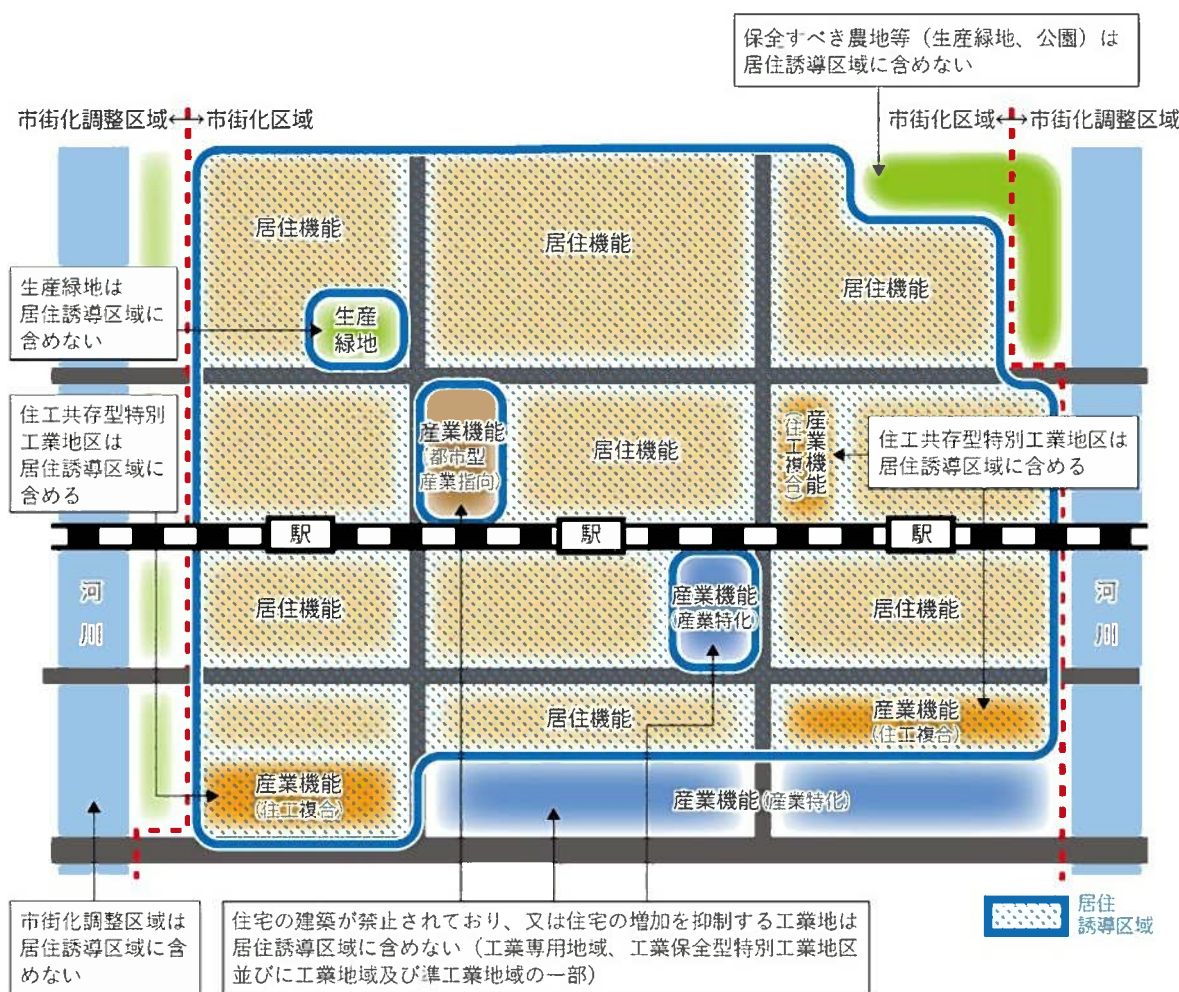 保全すべき農地等（生産緑地、公園）は
居住誘導区域に含めない
市街化調整区域↔市街化区域
市街化区域↔市街化調整区域
居住機能
居住機能
居住機能
生産緑地は
居住誘導区域に
含めない
生産
緑地
住工共存型特別
工業地区は
居住誘導区域に
含める
産業機能
（都市型
産業指向）
居住機能
産業機能
（住工複合）
住工共存型特別工業地区は
居住誘導区域に含める
駅
駅
駅
河川
居住機能
産業機能
（産業特化）
居住機能
河川
居住機能
産業機能
（住工複合）
産業機能
（住工複合）
産業機能（産業特化）
市街化調整区域は
居住誘導区域に含
めない
住宅の建築が禁止されており、又は住宅の増加を抑制する工業地は
居住誘導区域に含めない（工業専用地域、工業保全型特別工業地区
並びに工業地域及び準工業地域の一部）
居住
誘導区域